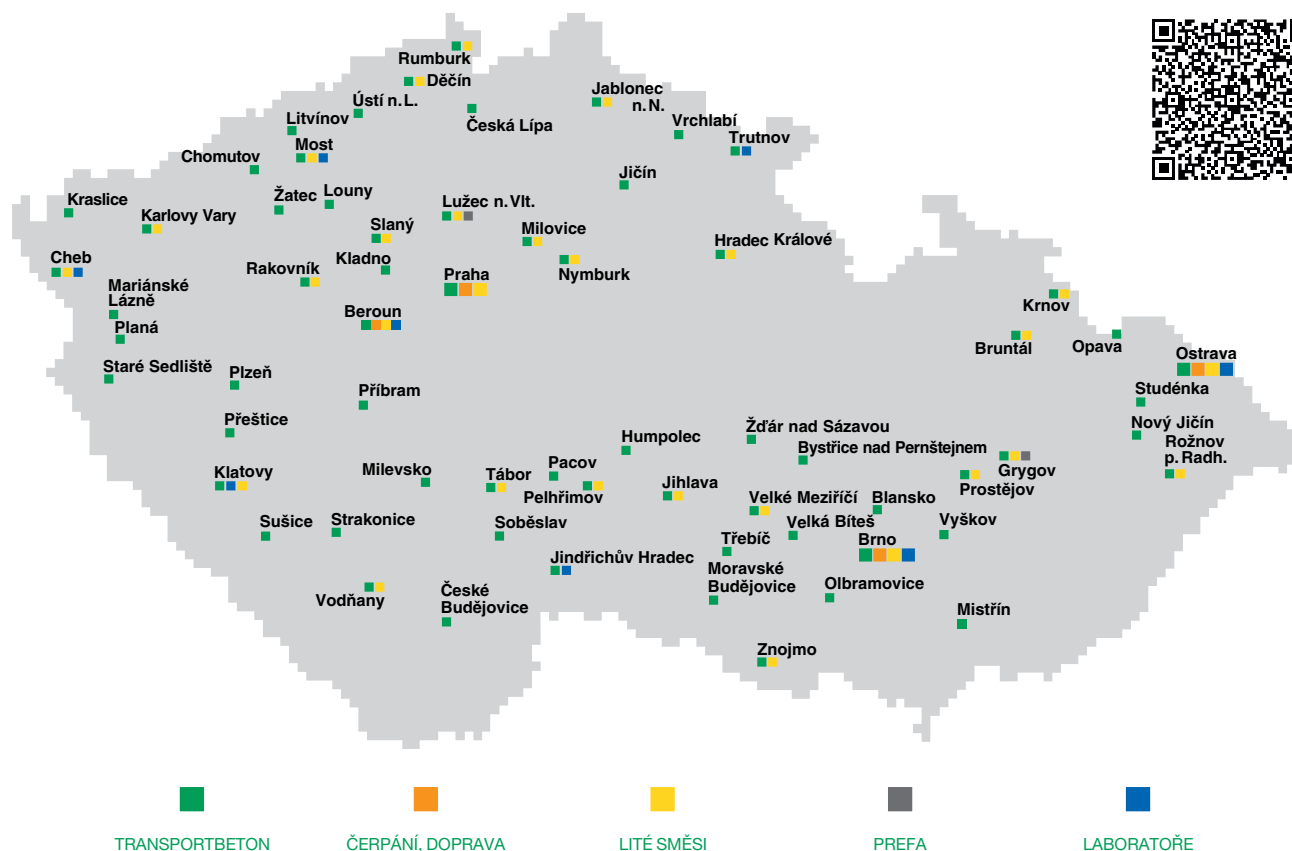 Rumburk
Děčín
Ústí n. L.
Česká Lípa
Jablonec
n. N.
Litvínov
Most
Vrchlabí
Trutnov
Chomutov
Jičín
Kraslice
Žatec
Louny
Lužec n. Vlt.
Karlovy Vary
Slaný
Milovice
Hradec Králové
Cheb
Rakovník
Kladno
Praha
Nymburk
Mariánské
Lázně
Krnov
Planá
Beroun
Bruntál
Opava
Ostrava
Staré Sedliště
Plzeň
Příbram
Studénka
Přeštice
Humpolec
Žďár nad Sázavou
Nový Jičín
Bystřice nad Pernštejnem
Rožnov
p. Radh.
Klatovy
Milevsko
Tábor
Pacov
Pelhřimov
Jihlava
Grygov
Prostějov
Velké Meziříčí
Blansko
Sušice
Strakonice
Soběslav
Velká Bíteš
Vyškov
Třebíč
Brno
Jindřichův Hradec
Moravské
Budějovice
Olbramovice
Vodňany
České
Budějovice
Mistřín
Znojmo
TRANSPORTBETON
ČERPÁNÍ, DOPRAVA
LITÉ SMĚSI
PREFA
LABORATOŘE